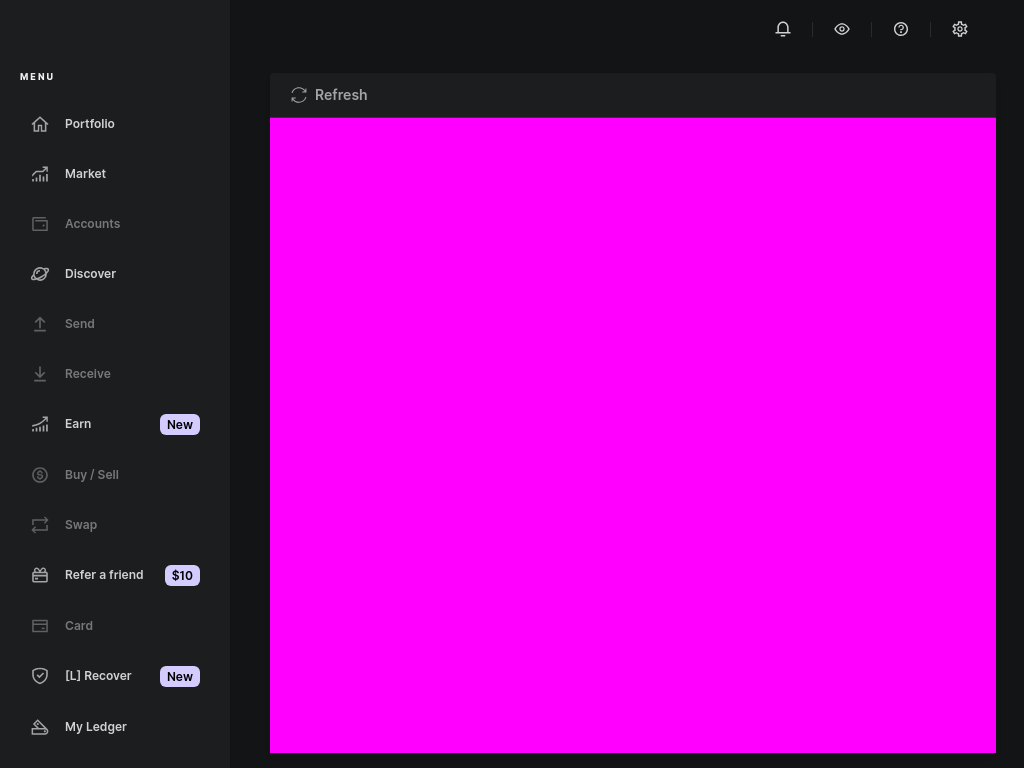 MENU
Portfolio
Market
Accounts
Discover
Send
Receive
Earn New
Buy / Sell
Swap
Refer a friend $10
Card
[L] Recover New
My Ledger
Refresh